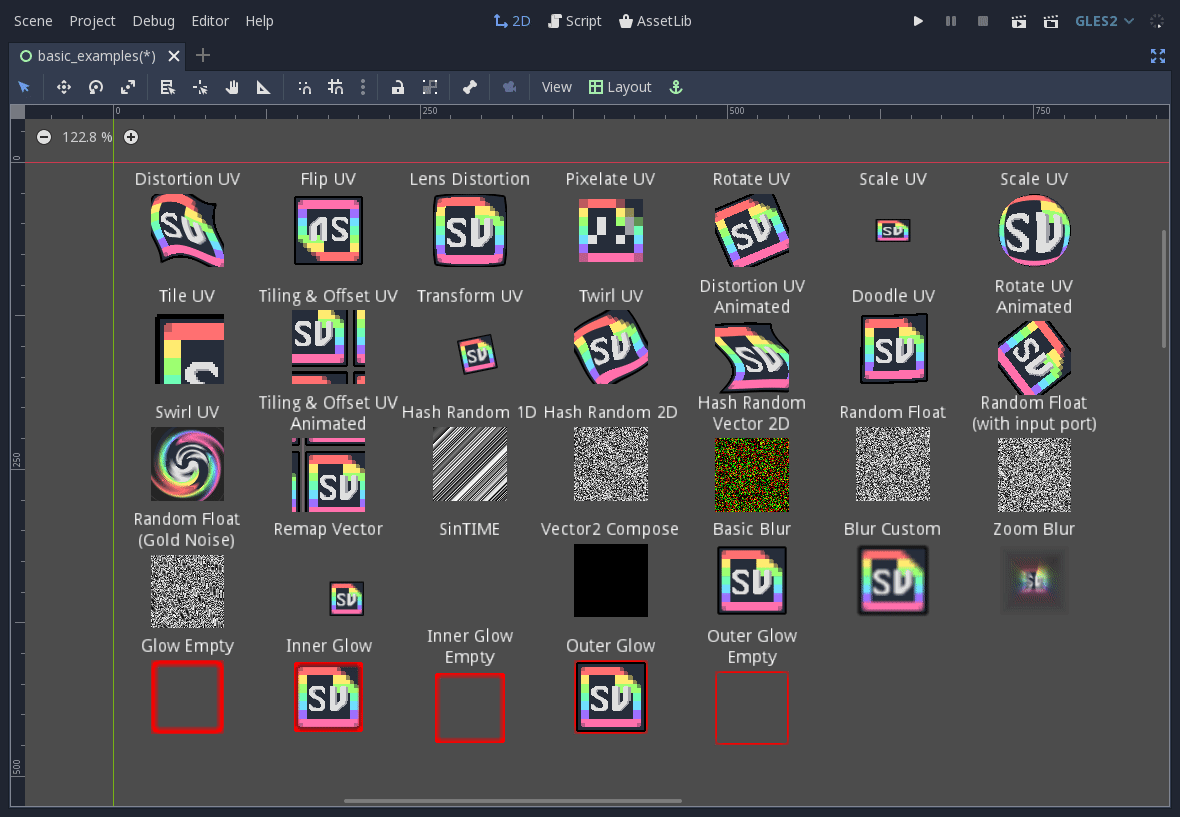 Scene Project Debug Editor Help 2D Script AssetLib GLES2
basic_examples(*)
View Layout
0 250 500 750
122.8 %
0
Distortion UV Flip UV Lens Distortion Pixelate UV Rotate UV Scale UV Scale UV
SD
Tile UV Tiling & Offset UV Transform UV Twirl UV Distortion UV Animated Doodle UV Rotate UV Animated
Swirl UV Tiling & Offset UV Animated Hash Random 1D Hash Random 2D Hash Random Vector 2D Random Float Random Float (with input port)
250
Random Float (Gold Noise) Remap Vector SinTIME Vector2 Compose Basic Blur Blur Custom Zoom Blur
Glow Empty Inner Glow Inner Glow Empty Outer Glow Outer Glow Empty
500